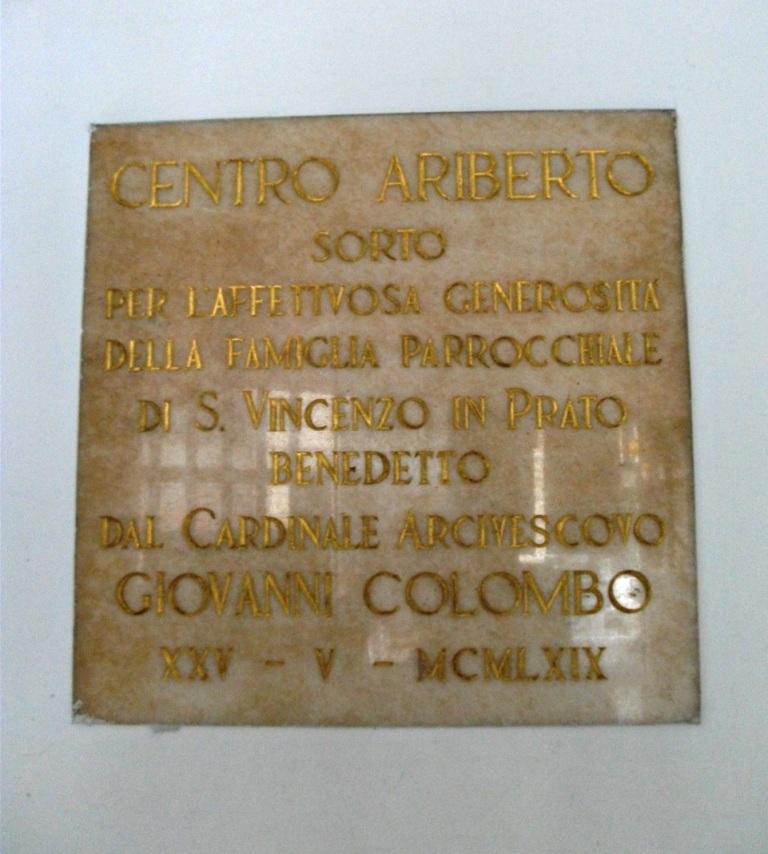 CENTRO ARIBERTO
SORTO
PER L'AFFETTVOSA GENEROSITÀ
DELLA FAMIGLIA PARROCCHIALE
DI S. VINCENZO IN PRATO
BENEDETTO
DAL CARDINALE ARCIVESCOVO
GIOVANNI COLOMBO
XXV - V - MCMLXIX